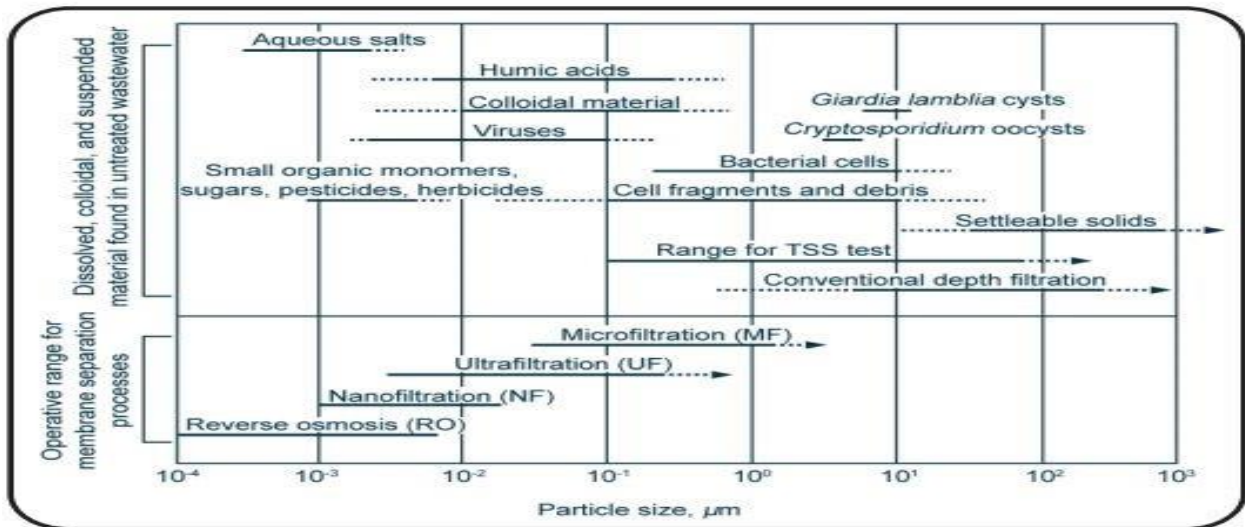 Dissolved, colloidal, and suspended
material found in untreated wastewater
Aqueous salts
Humic acids
Colloidal material
Giardia lamblia cysts
Viruses
Cryptosporidium oocysts
Small organic monomers,
sugars, pesticides, herbicides
Bacterial cells
Cell fragments and debris
Settleable solids
Range for TSS test
Conventional depth filtration
Operative range for
membrane separation
processes
Microfiltration (MF)
Ultrafiltration (UF)
Nanofiltration (NF)
Reverse osmosis (RO)
10⁻⁴ 10⁻³ 10⁻² 10⁻¹ 10⁰ 10¹ 10² 10³
Particle size, µm